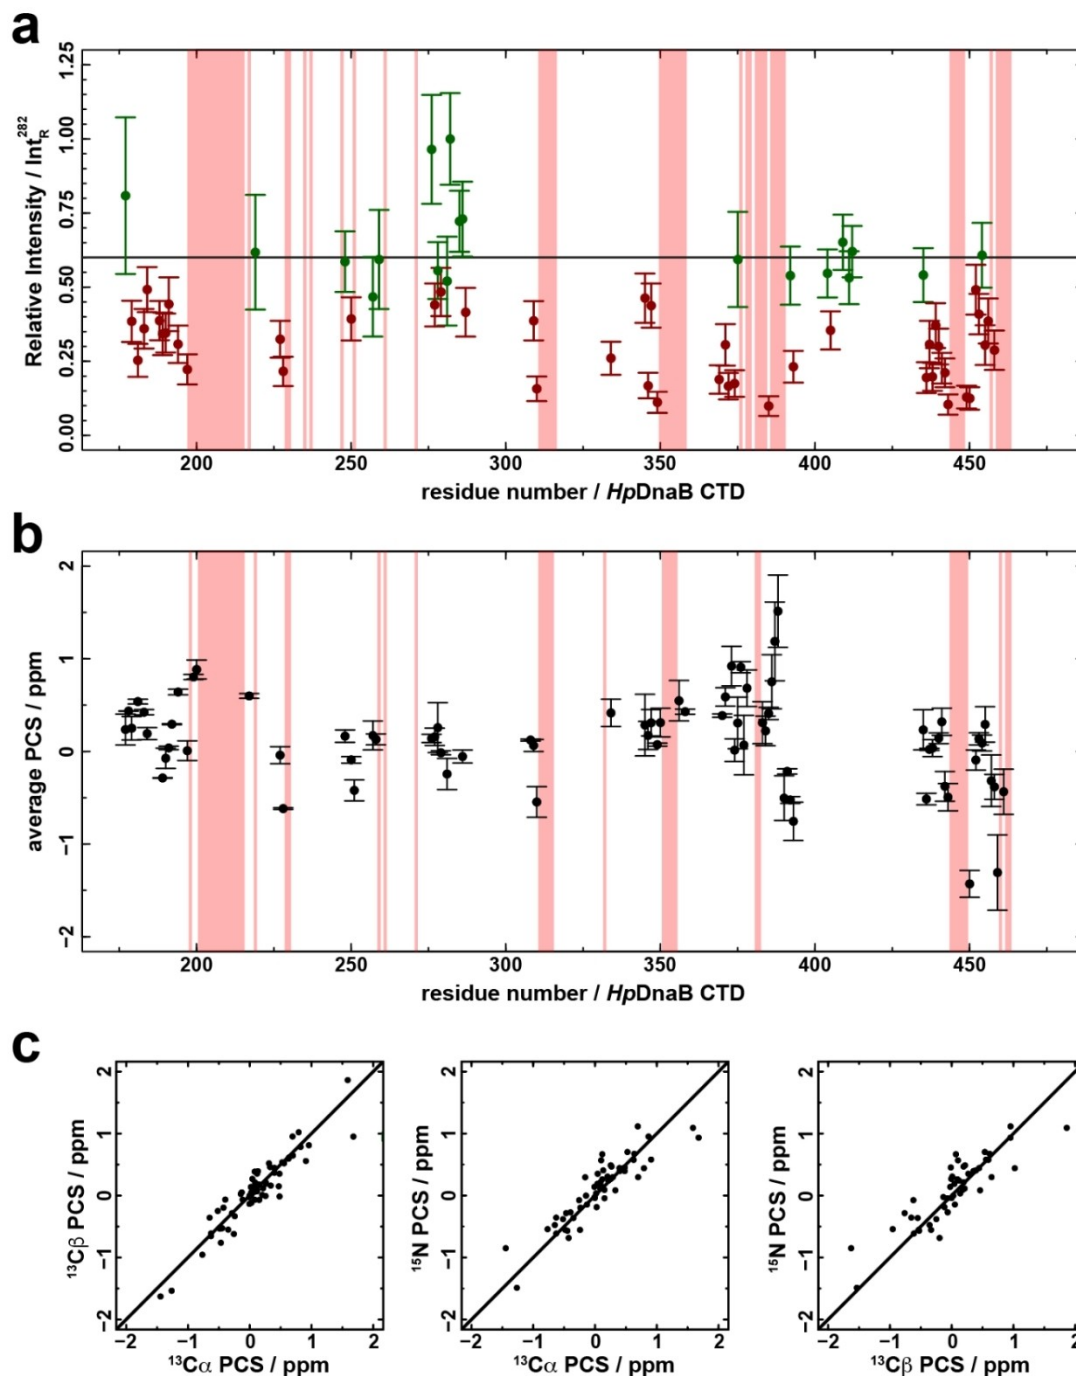 a
Relative Intensity / Int_R^282
1.25
1.00
0.75
0.50
0.25
0.00
200 250 300 350 400 450
residue number / HpDnaB CTD
b
average PCS / ppm
2
1
0
−1
−2
200 250 300 350 400 450
residue number / HpDnaB CTD
c
¹³Cβ PCS / ppm
2
1
0
−1
−2
−2 −1 0 1 2
¹³Cα PCS / ppm
¹⁵N PCS / ppm
2
1
0
−1
−2
−2 −1 0 1 2
¹³Cα PCS / ppm
¹⁵N PCS / ppm
2
1
0
−1
−2
−2 −1 0 1 2
¹³Cβ PCS / ppm